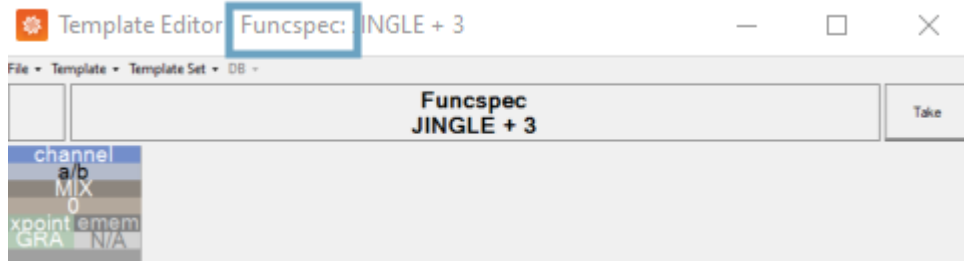 Template Editor Funcspec: JINGLE + 3
File Template Template Set DB
Funcspec
JINGLE + 3
Take
channel
a/b
MIX
0
xpoint emem
GRA N/A